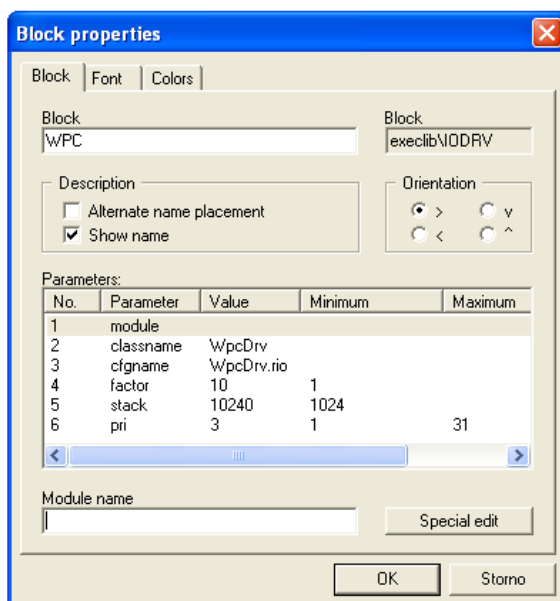 Block properties
Block Font Colors
Block Block
WPC execlib\IODRV
Description Orientation
Alternate name placement > v
Show name < ^
Parameters:
No. Parameter Value Minimum Maximum
1 module
2 classname WpcDrv
3 cfgname WpcDrv.rio
4 factor 10 1
5 stack 10240 1024
6 pri 3 1 31
Module name
Special edit
OK Storno